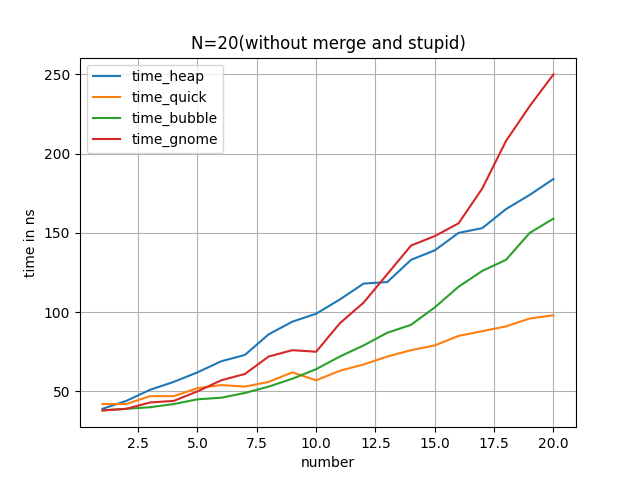 N=20(without merge and stupid)
time_heap
time_quick
time_bubble
time_gnome
250
200
150
100
50
time in ns
2.5 5.0 7.5 10.0 12.5 15.0 17.5 20.0
number